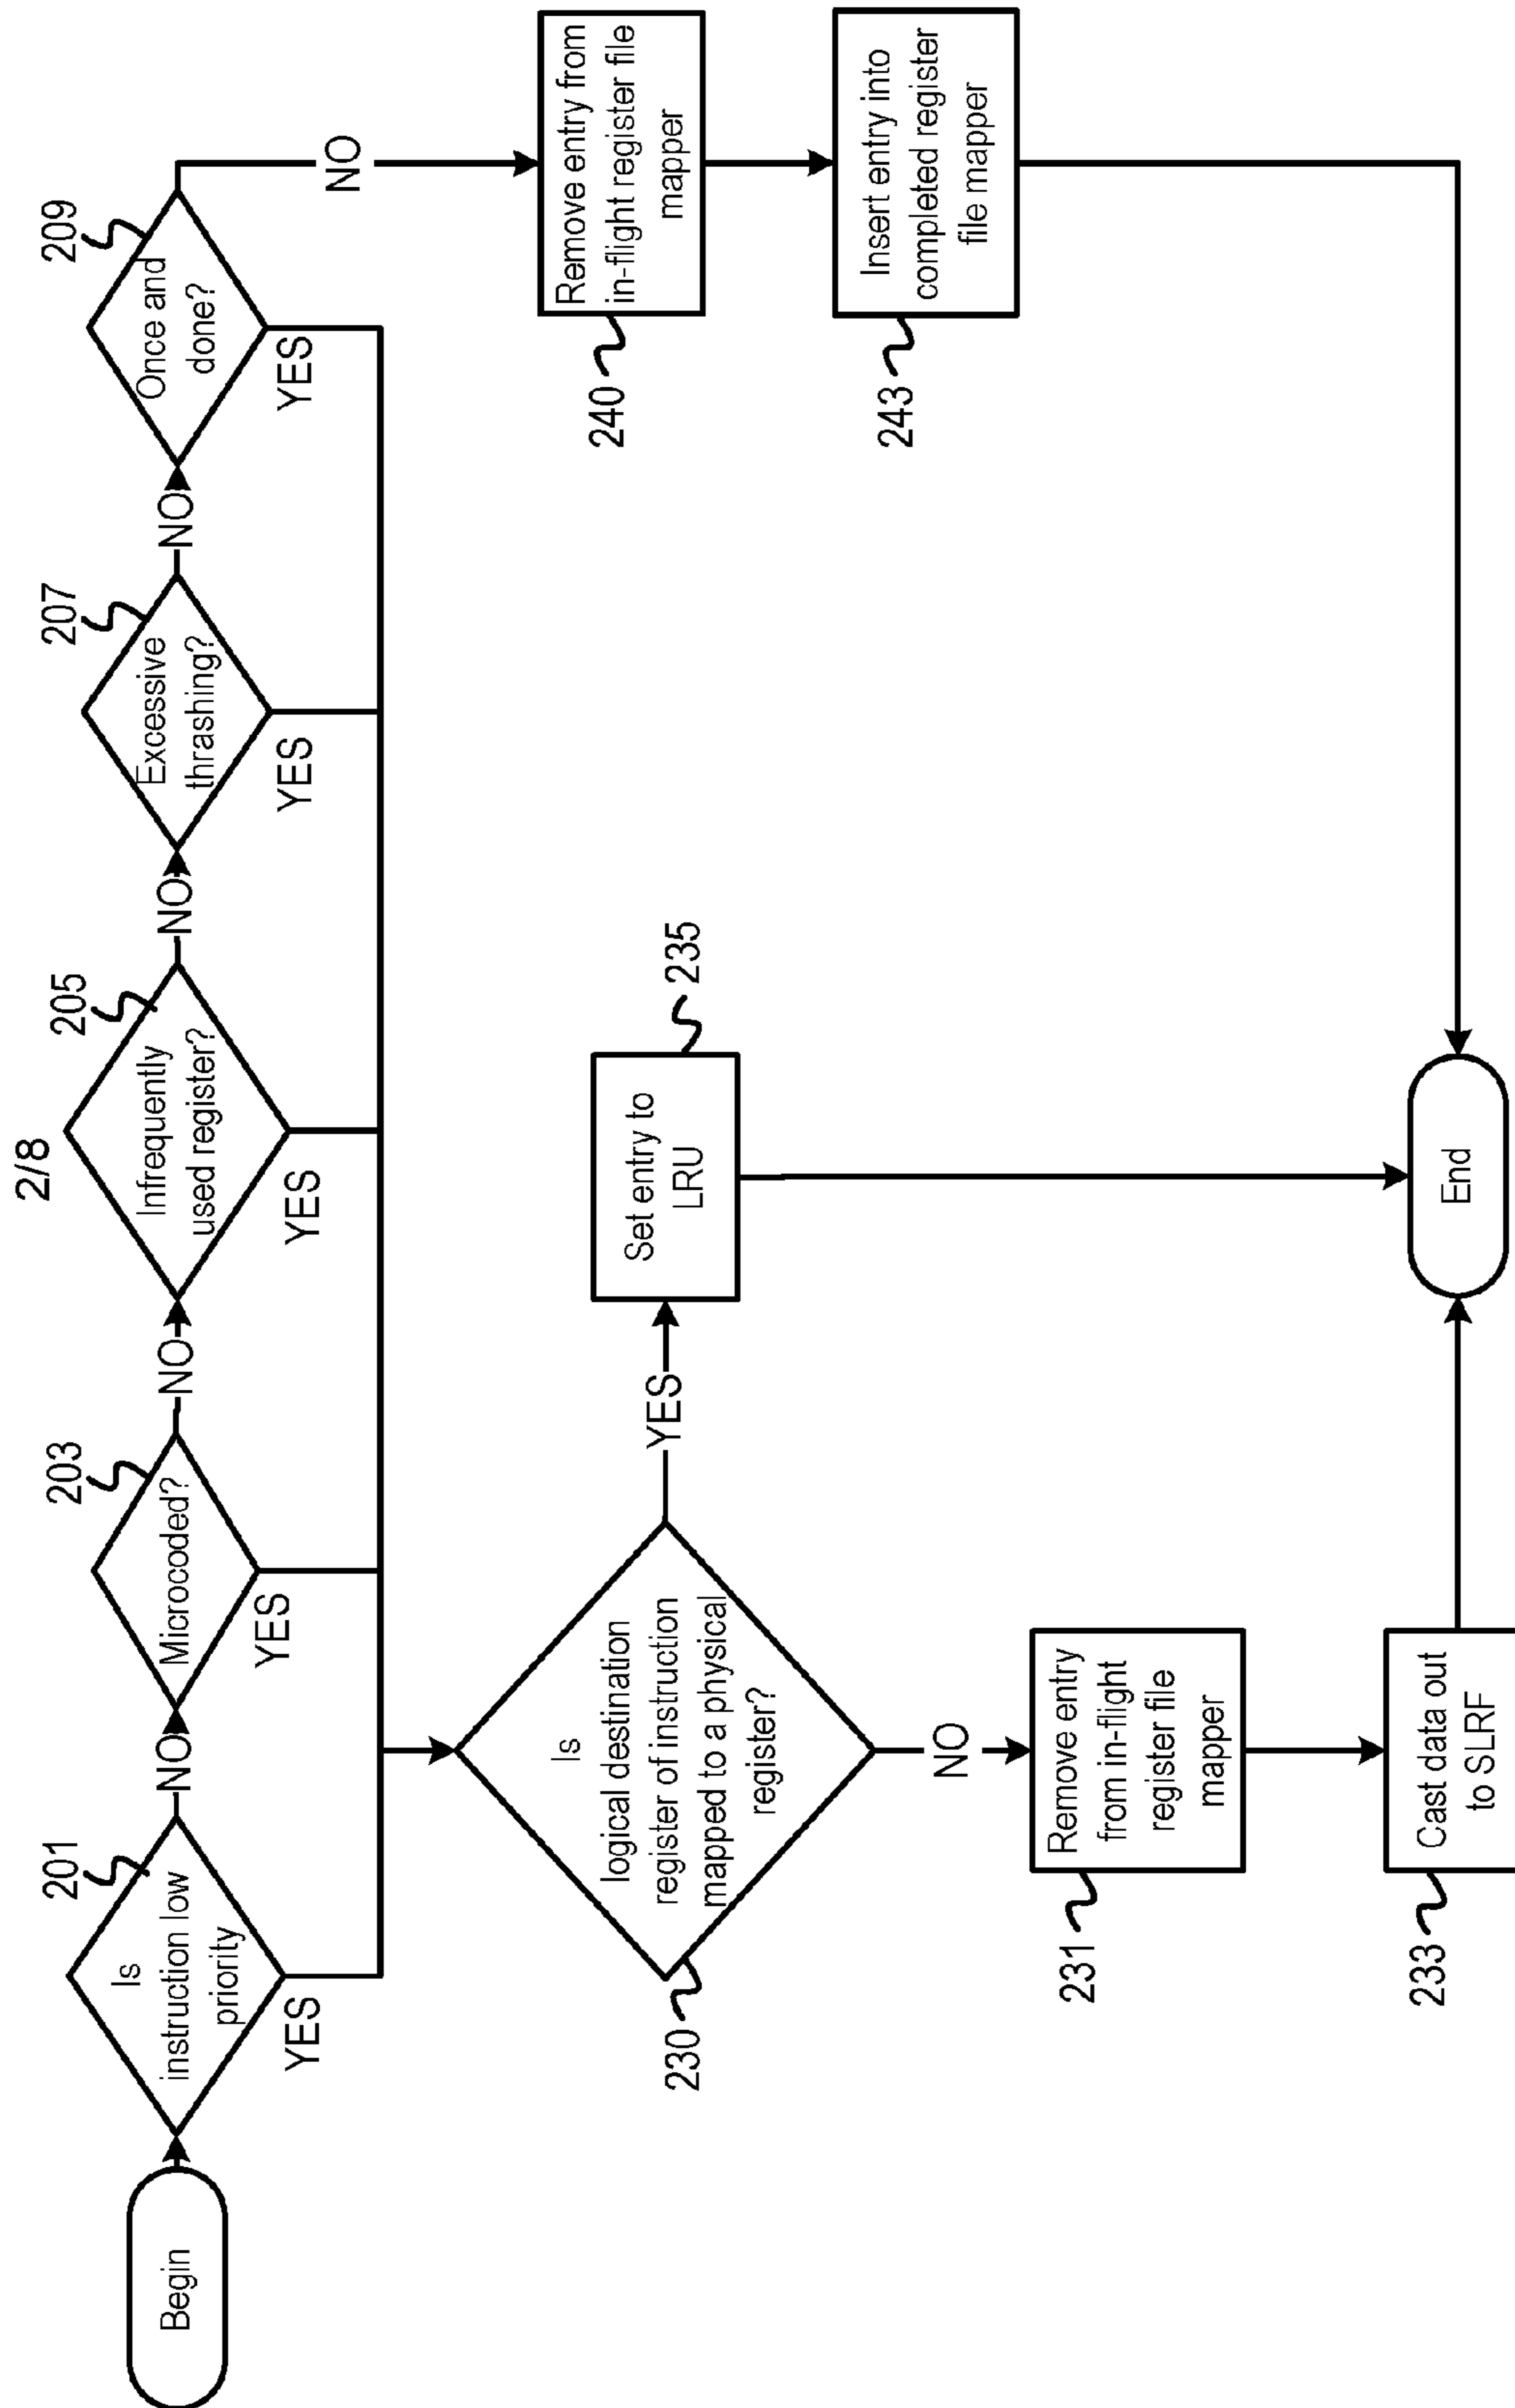 2/8
Begin
201
Is
instruction low
priority
YES
NO
203
Microcoded?
YES
NO
205
Infrequently
used register?
YES
NO
207
Excessive
thrashing?
YES
NO
209
Once and
done?
YES
NO
230
Is
logical destination
register of instruction
mapped to a physical
register?
YES
235
Set entry to
LRU
NO
231
Remove entry
from in-flight
register file
mapper
233
Cast data out
to SLRF
240
Remove entry from
in-flight register file
mapper
243
Insert entry into
completed register
file mapper
End